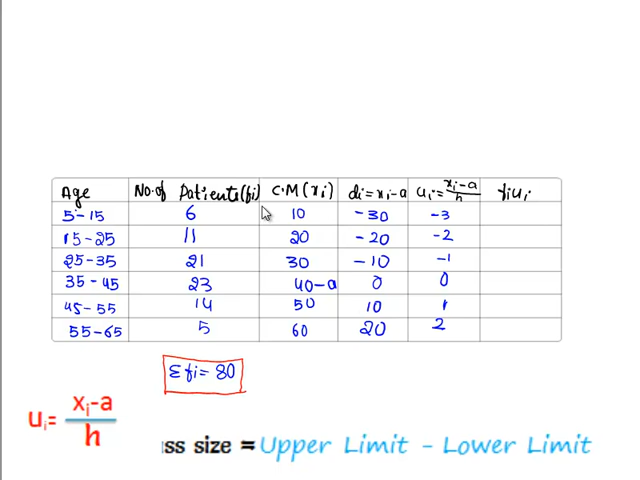 Age No. of Patients(fi) C.M(xi) di=xi-a ui=xi-a/h fiui
5-15 6 10 -30 -3
15-25 11 20 -20 -2
25-35 21 30 -10 -1
35-45 23 40-a 0 0
45-55 14 50 10 1
55-65 5 60 20 2
Σfi=80
ui= xi-a/h
ss size = Upper Limit - Lower Limit